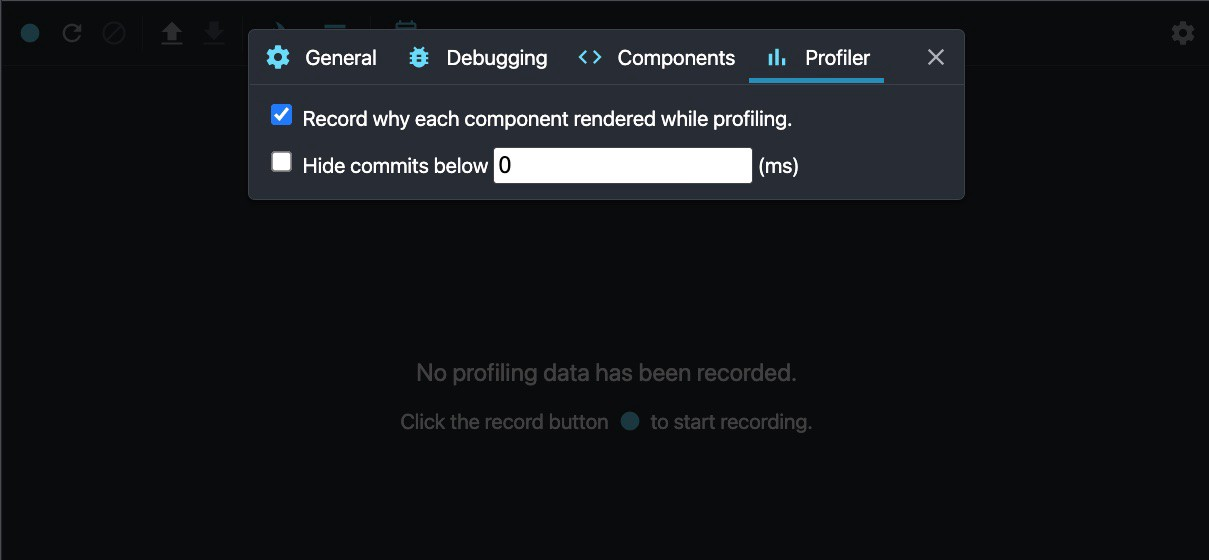 General Debugging Components Profiler
Record why each component rendered while profiling.
Hide commits below 0 (ms)
No profiling data has been recorded.
Click the record button to start recording.